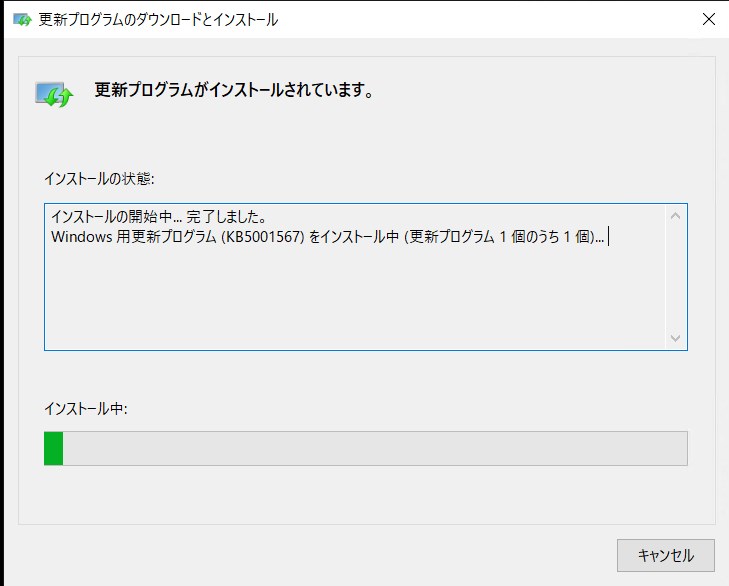 更新プログラムのダウンロードとインストール
更新プログラムがインストールされています。
インストールの状態:
インストールの開始中... 完了しました。
Windows 用更新プログラム (KB5001567) をインストール中 (更新プログラム 1 個のうち 1 個)...
インストール中:
キャンセル